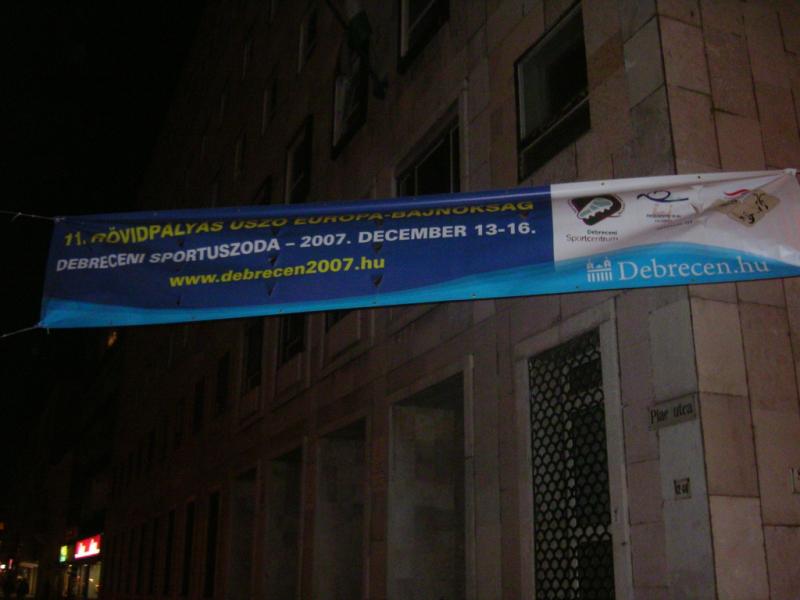 11. RÖVIDPÁLYÁS ÚSZÓ EURÓPA-BAJNOKSÁG
DEBRECENI SPORTUSZODA – 2007. DECEMBER 13-16.
www.debrecen2007.hu
Debreceni
Sportcentrum
Debrecen.hu
Piac utca